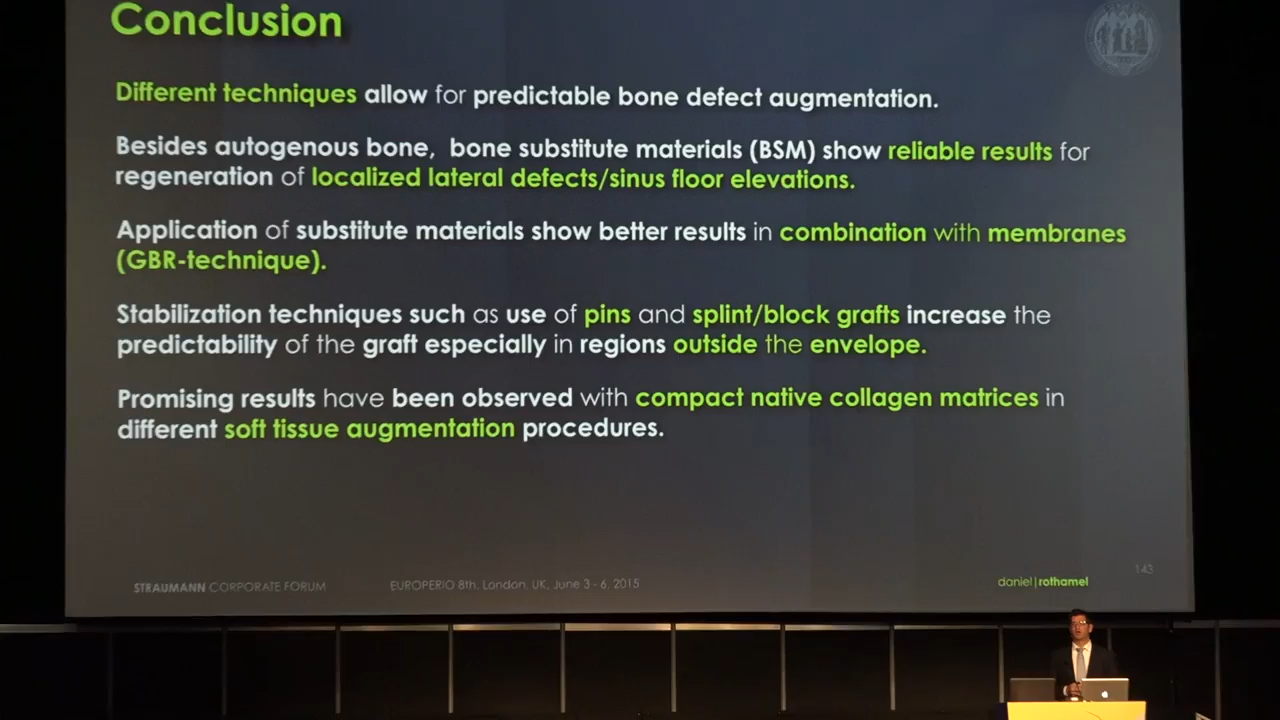 Conclusion
Different techniques allow for predictable bone defect augmentation.
Besides autogenous bone,  bone substitute materials (BSM) show reliable results for
regeneration of localized lateral defects/sinus floor elevations.
Application of substitute materials show better results in combination with membranes
(GBR-technique).
Stabilization techniques such as use of pins and splint/block grafts increase the
predictability of the graft especially in regions outside the envelope.
Promising results have been observed with compact native collagen matrices in
different soft tissue augmentation procedures.
143
STRAUMANN CORPORATE FORUM EUROPERIO 8th, London, UK, June 3 - 6, 2015 daniel|rothamel